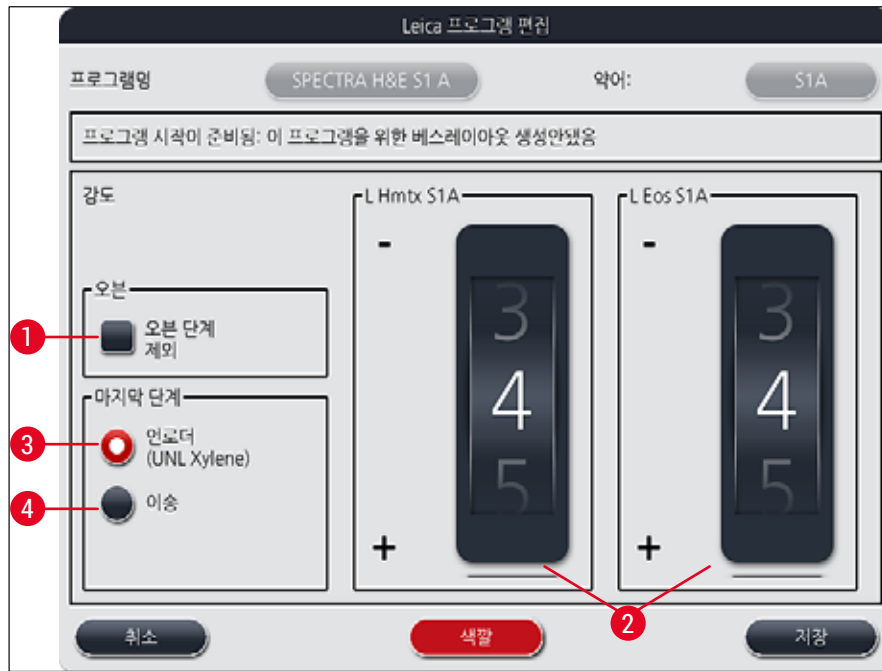 Leica 프로그램 편집
프로그램명 SPECTRA H&E S1 A 약어: S1A
프로그램 시작이 준비됨: 이 프로그램을 위한 베스레이아웃 생성안됐음
강도
L Hmtx S1A
L Eos S1A
-
-
오븐
1
오븐 단계
제외
마지막 단계
3
언로더
(UNL Xylene)
4
이송
3
4
5
3
4
5
+
+
2
취소 색깔 저장